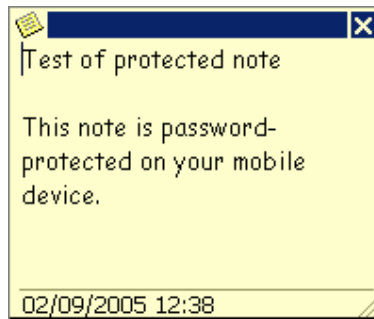 Test of protected note
This note is password-
protected on your mobile
device.
02/09/2005 12:38